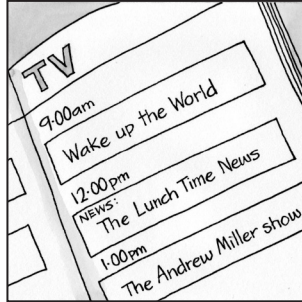 TV
9.00am
Wake up the World
12:00pm
NEWS:
The Lunch Time News
1.00pm
The Andrew Miller show